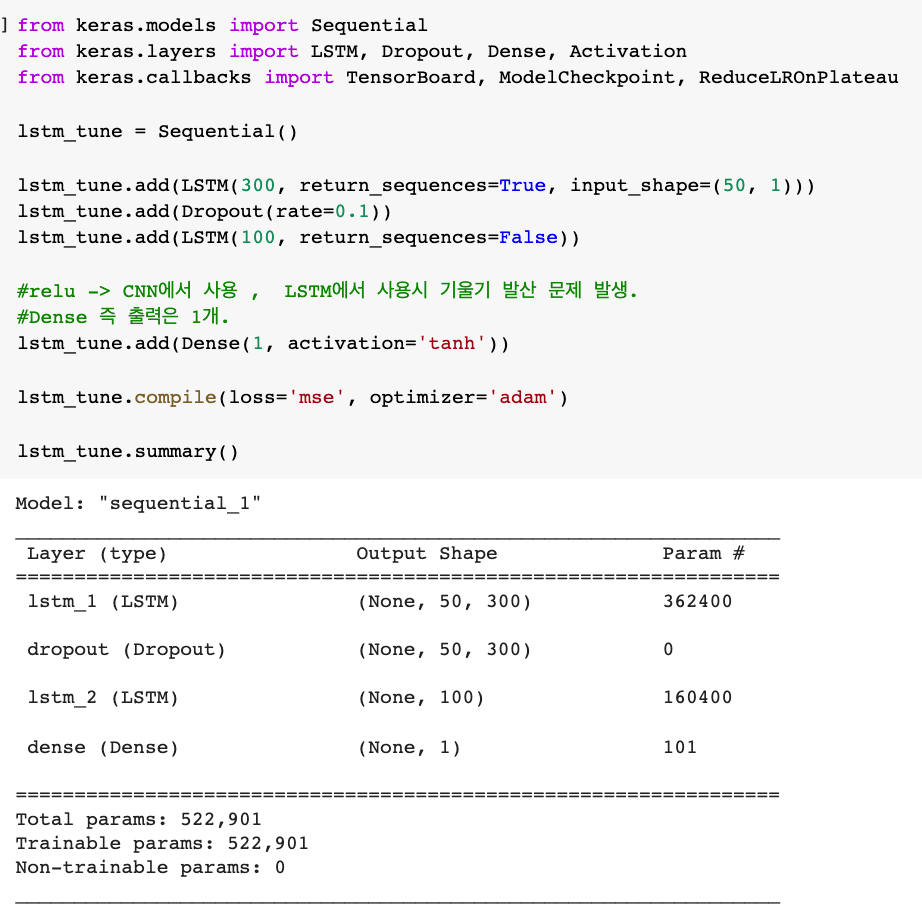 ] from keras.models import Sequential
from keras.layers import LSTM, Dropout, Dense, Activation
from keras.callbacks import TensorBoard, ModelCheckpoint, ReduceLROnPlateau
lstm_tune = Sequential()
lstm_tune.add(LSTM(300, return_sequences=True, input_shape=(50, 1)))
lstm_tune.add(Dropout(rate=0.1))
lstm_tune.add(LSTM(100, return_sequences=False))
#relu -> CNN에서 사용 ,  LSTM에서 사용시 기울기 발산 문제 발생.
#Dense 즉 출력은 1개.
lstm_tune.add(Dense(1, activation='tanh'))
lstm_tune.compile(loss='mse', optimizer='adam')
lstm_tune.summary()
Model: "sequential_1"
_________________________________________________________________
Layer (type) Output Shape Param #
=================================================================
lstm_1 (LSTM) (None, 50, 300) 362400
dropout (Dropout) (None, 50, 300) 0
lstm_2 (LSTM) (None, 100) 160400
dense (Dense) (None, 1) 101
=================================================================
Total params: 522,901
Trainable params: 522,901
Non-trainable params: 0
_________________________________________________________________